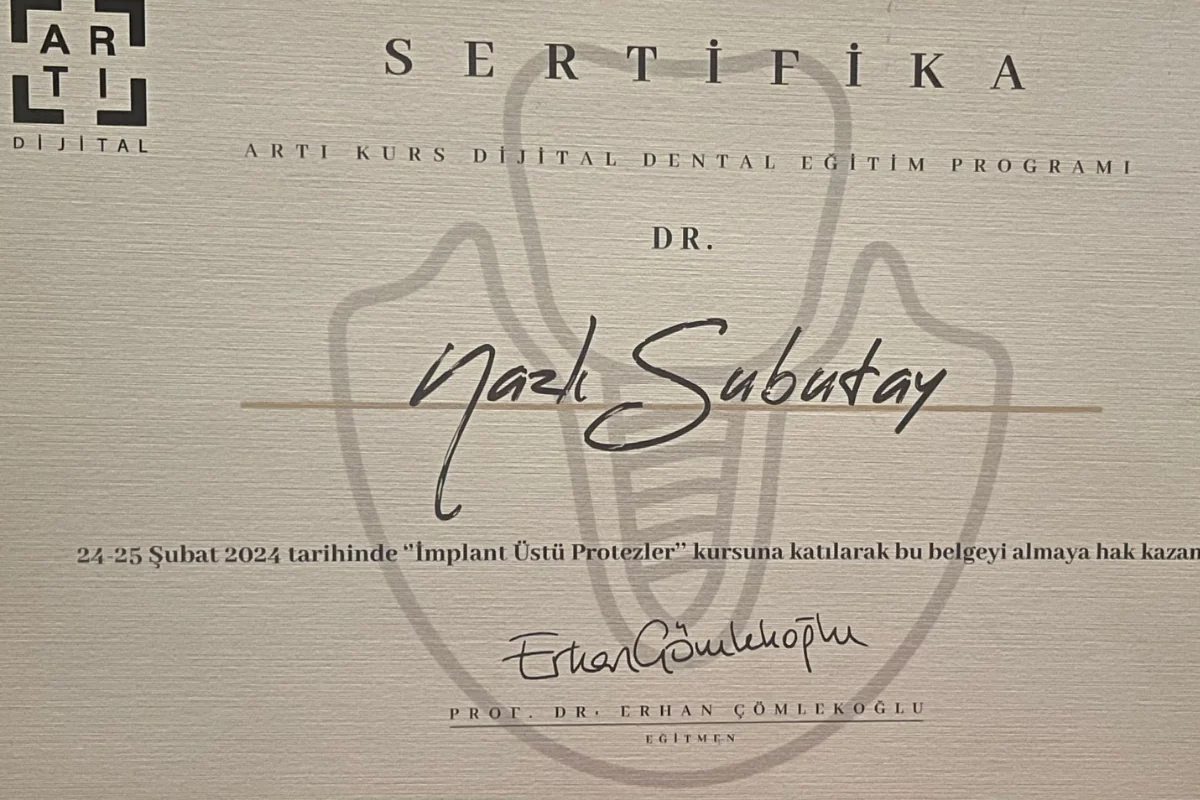 AR
TI
DİJİTAL
SERTİFİKA
ARTI KURS DİJİTAL DENTAL EĞİTİM PROGRAMI
DR.
Nazlı Subutay
24-25 Şubat 2024 tarihinde "İmplant Üstü Protezler" kursuna katılarak bu belgeyi almaya hak kazan
Erhan Çömlekoğlu
PROF. DR. ERHAN ÇÖMLEKOĞLU
EĞİTMEN